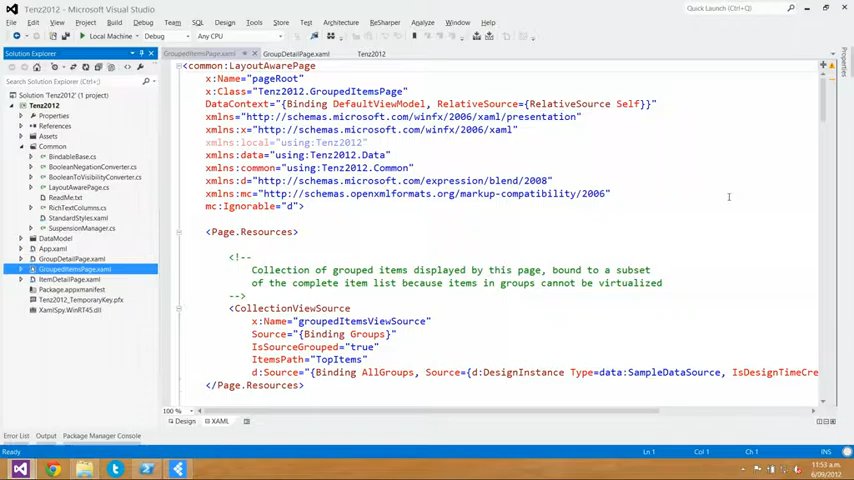 Tenz2012
Quick Launch (Ctrl+Q)
File Edit View Project Build Debug Team SQL Data Design Tools Store Test Architecture ReSharper Analyze Window Help
Local Machine Debug Any CPU
Solution Explorer
GroupedItemsPage.xaml GroupDetailPage.xaml Tenz2012
Properties
Search Solution Explorer (Ctrl+;)
Solution 'Tenz2012' (1 project)
Tenz2012
Properties
References
Assets
Common
BindableBase.cs
BooleanNegationConverter.cs
BooleanToVisibilityConverter.cs
LayoutAwarePage.cs
ReadMe.txt
RichTextColumns.cs
StandardStyles.xaml
SuspensionManager.cs
DataModel
App.xaml
GroupDetailPage.xaml
GroupedItemsPage.xaml
ItemDetailPage.xaml
Package.appxmanifest
Tenz2012_TemporaryKey.pfx
XamlSpy.WinRT45.dll
<common:LayoutAwarePage
x:Name="pageRoot"
x:Class="Tenz2012.GroupedItemsPage"
DataContext="{Binding DefaultViewModel, RelativeSource={RelativeSource Self}}"
xmlns="http://schemas.microsoft.com/winfx/2006/xaml/presentation"
xmlns:x="http://schemas.microsoft.com/winfx/2006/xaml"
xmlns:local="using:Tenz2012"
xmlns:data="using:Tenz2012.Data"
xmlns:common="using:Tenz2012.Common"
xmlns:d="http://schemas.microsoft.com/expression/blend/2008"
xmlns:mc="http://schemas.openxmlformats.org/markup-compatibility/2006"
mc:Ignorable="d">
<Page.Resources>
<!--
Collection of grouped items displayed by this page, bound to a subset
of the complete item list because items in groups cannot be virtualized
-->
<CollectionViewSource
x:Name="groupedItemsViewSource"
Source="{Binding Groups}"
IsSourceGrouped="true"
ItemsPath="TopItems"
d:Source="{Binding AllGroups, Source={d:DesignInstance Type=data:SampleDataSource, IsDesignTimeCre
</Page.Resources>
100 %
Design XAML
Error List Output Package Manager Console
Ready Ln 1 Col 1 Ch 1 INS
11:53 a.m.
6/09/2012